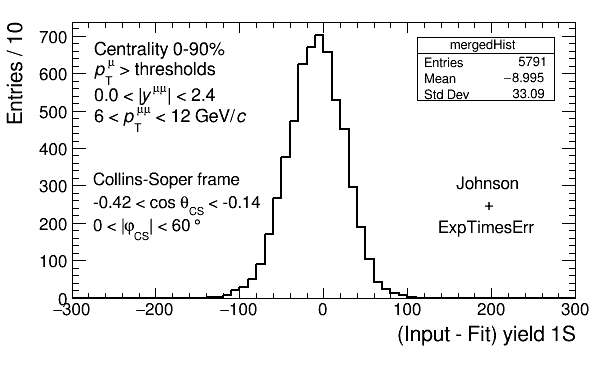 Entries / 10
700
600
500
400
300
200
100
0
Centrality 0-90%
p_T^μ > thresholds
0.0 < |y^μμ| < 2.4
6 < p_T^μμ < 12 GeV/c
Collins-Soper frame
-0.42 < cos θ_CS < -0.14
0 < |φ_CS| < 60 °
mergedHist
Entries 5791
Mean −8.995
Std Dev 33.09
Johnson
+
ExpTimesErr
−300 −200 −100 0 100 200 300
(Input - Fit) yield 1S